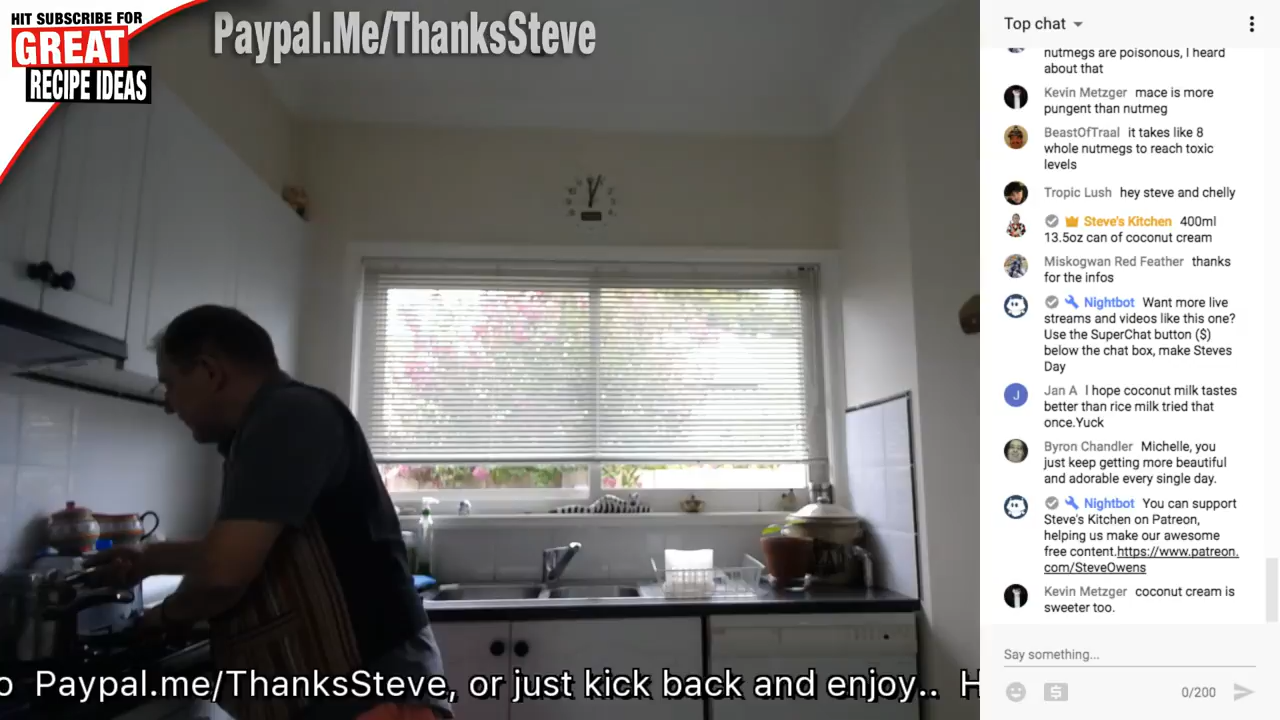 HIT SUBSCRIBE FOR
GREAT
RECIPE IDEAS
Paypal.Me/ThanksSteve
o Paypal.me/ThanksSteve, or just kick back and enjoy.. H
Top chat
nutmegs are poisonous, I heard
about that
Kevin Metzger mace is more
pungent than nutmeg
BeastOfTraal it takes like 8
whole nutmegs to reach toxic
levels
Tropic Lush hey steve and chelly
Steve's Kitchen 400ml
13.5oz can of coconut cream
Miskogwan Red Feather thanks
for the infos
Nightbot Want more live
streams and videos like this one?
Use the SuperChat button ($)
below the chat box, make Steves
Day
J
Jan A I hope coconut milk tastes
better than rice milk tried that
once.Yuck
Byron Chandler Michelle, you
just keep getting more beautiful
and adorable every single day.
Nightbot You can support
Steve's Kitchen on Patreon,
helping us make our awesome
free content.https://www.patreon.
com/SteveOwens
Kevin Metzger coconut cream is
sweeter too.
Say something...
0/200